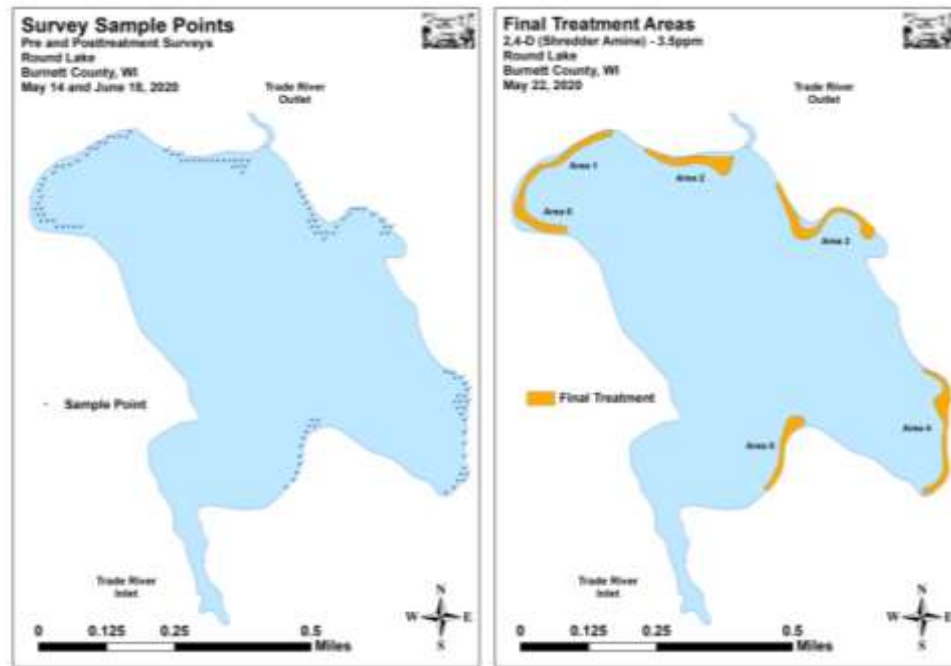 Survey Sample Points
Pre and Posttreatment Surveys
Round Lake
Burnett County, WI
May 14 and June 18, 2020
Trade River
Outlet
Sample Point
Trade River
Inlet
N
W
E
S
0
0.125
0.25
0.5
Miles
Final Treatment Areas
2,4-D (Shredder Amine) - 3.5ppm
Round Lake
Burnett County, WI
May 22, 2020
Trade River
Outlet
Area 1
Area 2
Area 3
Area
Area
Area
Final Treatment
Trade River
Inlet
N
W
E
S
0
0.125
0.25
0.5
Miles